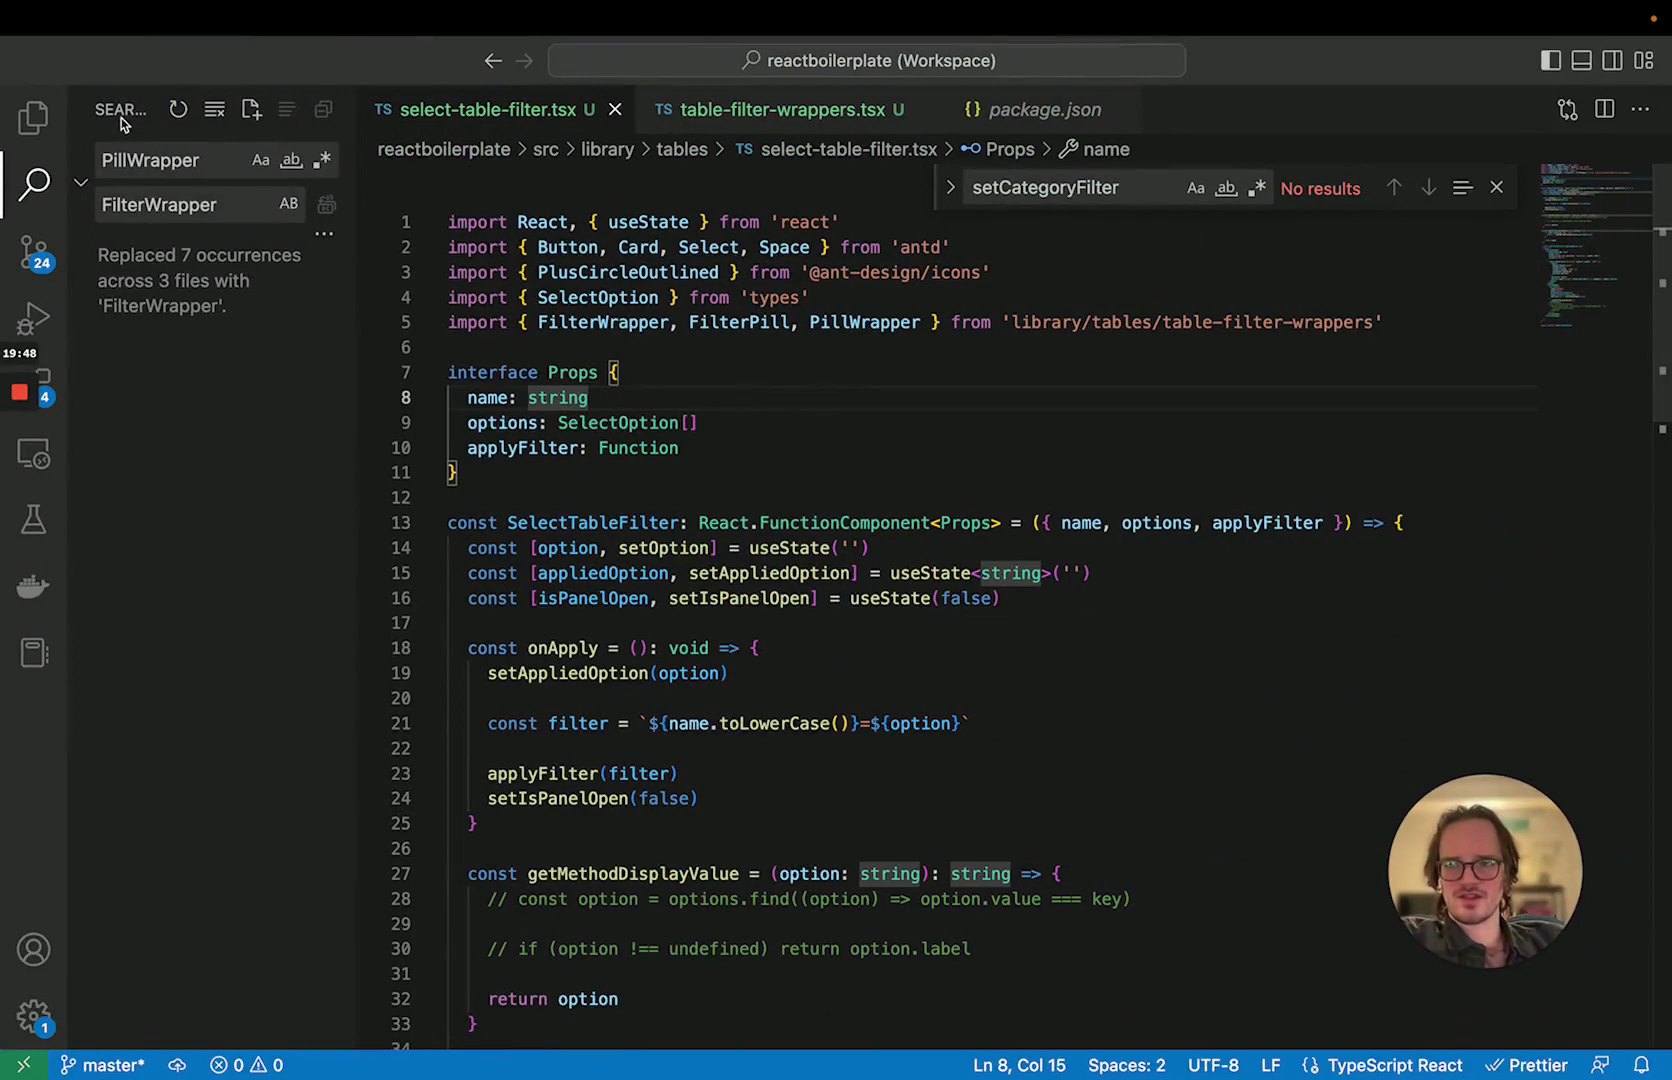 reactboilerplate (Workspace)
SEAR...
PillWrapper Aa ab .*
FilterWrapper AB
Replaced 7 occurrences
across 3 files with
'FilterWrapper'.
24
19:48
4
1
TS select-table-filter.tsx U
TS table-filter-wrappers.tsx U
{} package.json
reactboilerplate > src > library > tables > TS select-table-filter.tsx > Props > name
setCategoryFilter Aa ab .* No results
1 import React, { useState } from 'react'
2 import { Button, Card, Select, Space } from 'antd'
3 import { PlusCircleOutlined } from '@ant-design/icons'
4 import { SelectOption } from 'types'
5 import { FilterWrapper, FilterPill, PillWrapper } from 'library/tables/table-filter-wrappers'
6
7 interface Props {
8 name: string
9 options: SelectOption[]
10 applyFilter: Function
11 }
12
13 const SelectTableFilter: React.FunctionComponent<Props> = ({ name, options, applyFilter }) => {
14 const [option, setOption] = useState('')
15 const [appliedOption, setAppliedOption] = useState<string>('')
16 const [isPanelOpen, setIsPanelOpen] = useState(false)
17
18 const onApply = (): void => {
19 setAppliedOption(option)
20
21 const filter = `${name.toLowerCase()}=${option}`
22
23 applyFilter(filter)
24 setIsPanelOpen(false)
25 }
26
27 const getMethodDisplayValue = (option: string): string => {
28 // const option = options.find((option) => option.value === key)
29
30 // if (option !== undefined) return option.label
31
32 return option
33 }
34
master* 0 0 Ln 8, Col 15 Spaces: 2 UTF-8 LF {} TypeScript React Prettier